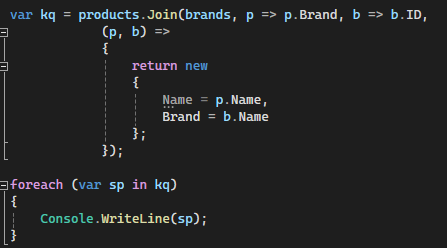 var kq = products.Join(brands, p => p.Brand, b => b.ID,
            (p, b) =>
            {
                return new
                {
                    Name = p.Name,
                    Brand = b.Name
                };
            });

foreach (var sp in kq)
{
    Console.WriteLine(sp);
}